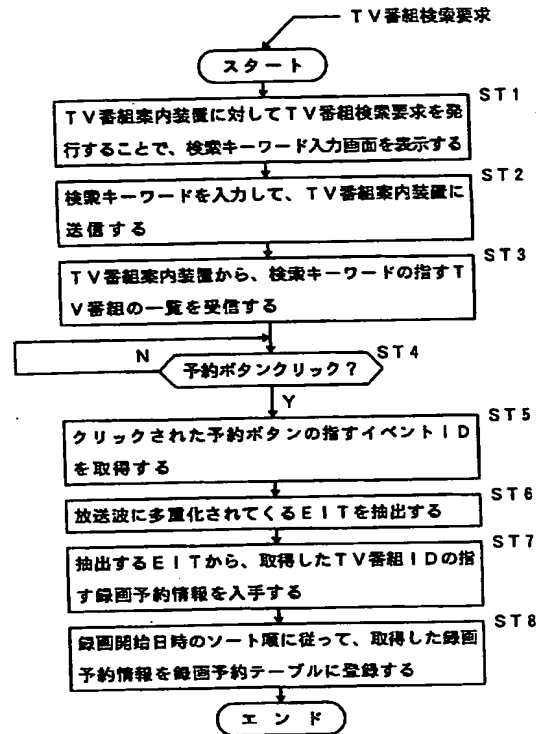 TV番組検索要求
スタート
ST1
TV番組案内装置に対してTV番組検索要求を発
行することで、検索キーワード入力画面を表示する
ST2
検索キーワードを入力して、TV番組案内装置に
送信する
ST3
TV番組案内装置から、検索キーワードの指すT
V番組の一覧を受信する
N
ST4
予約ボタンクリック?
Y
ST5
クリックされた予約ボタンの指すイベントID
を取得する
ST6
放送波に多重化されてくるEITを抽出する
ST7
抽出するEITから、取得したTV番組IDの指
す録画予約情報を入手する
ST8
録画開始日時のソート順に従って、取得した録画
予約情報を録画予約テーブルに登録する
エンド